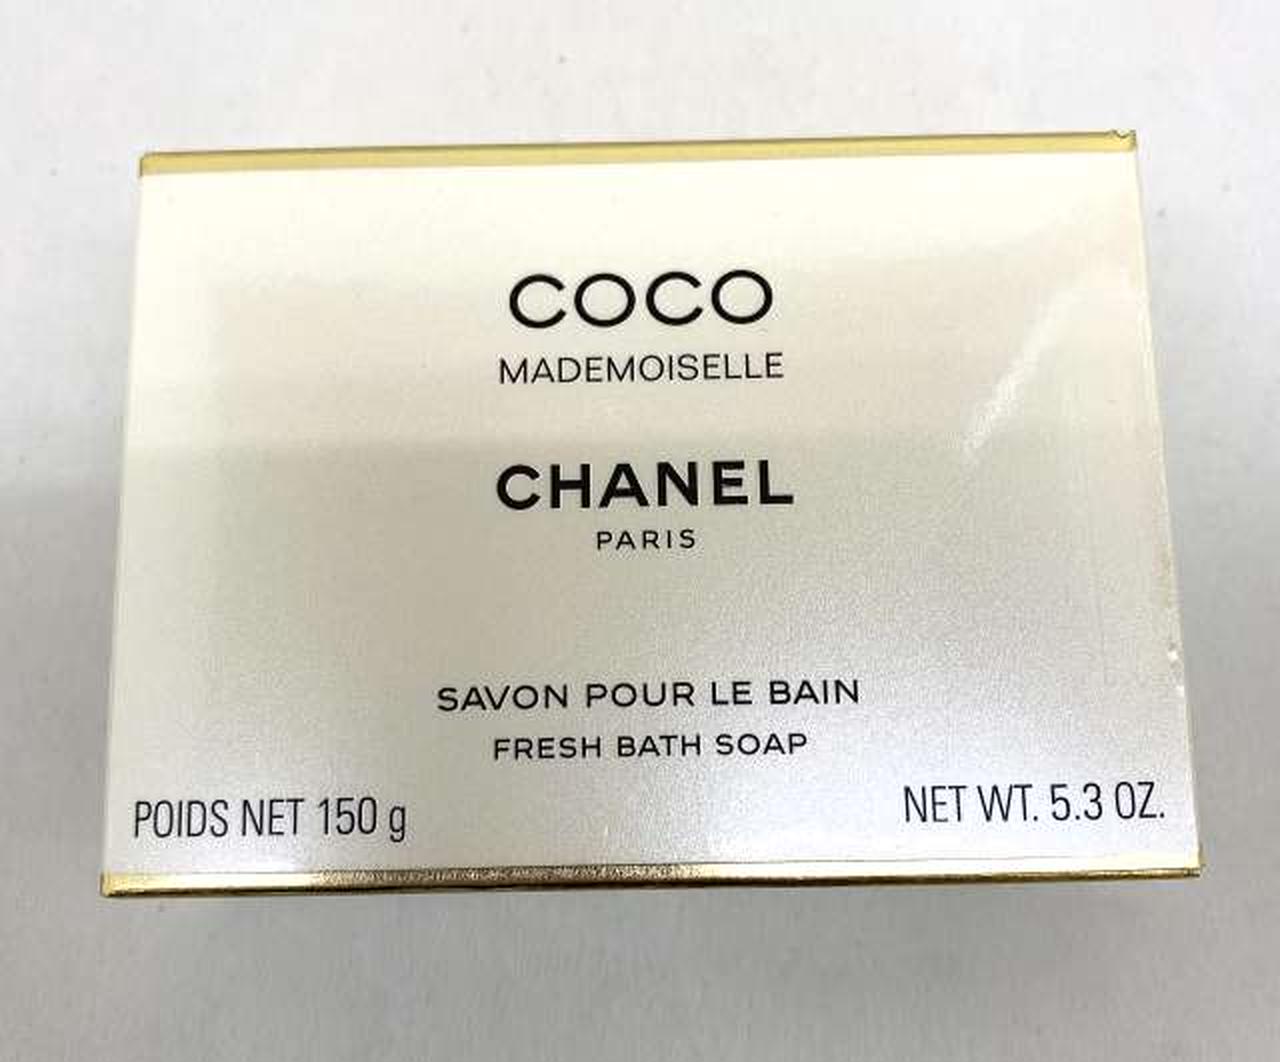 COCO
MADEMOISELLE
CHANEL
PARIS
SAVON POUR LE BAIN
FRESH BATH SOAP
POIDS NET 150 g
NET WT. 5.3 OZ.